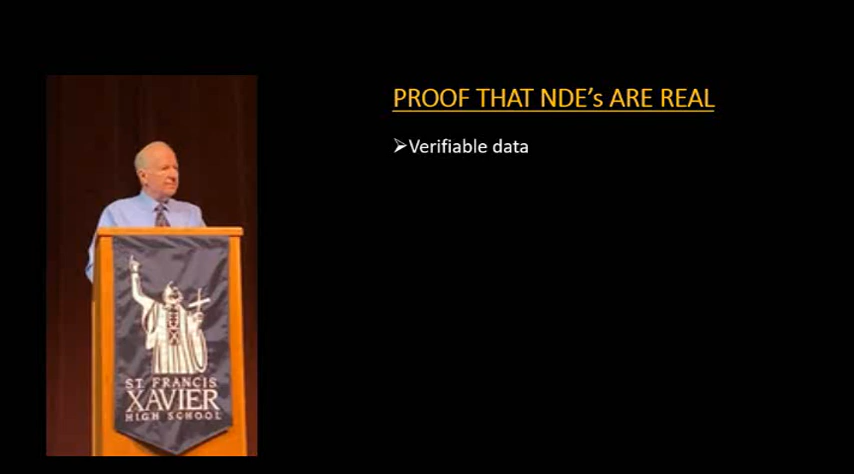 PROOF THAT NDE’s ARE REAL
➢Verifiable data
ST. FRANCIS
XAVIER
HIGH SCHOOL